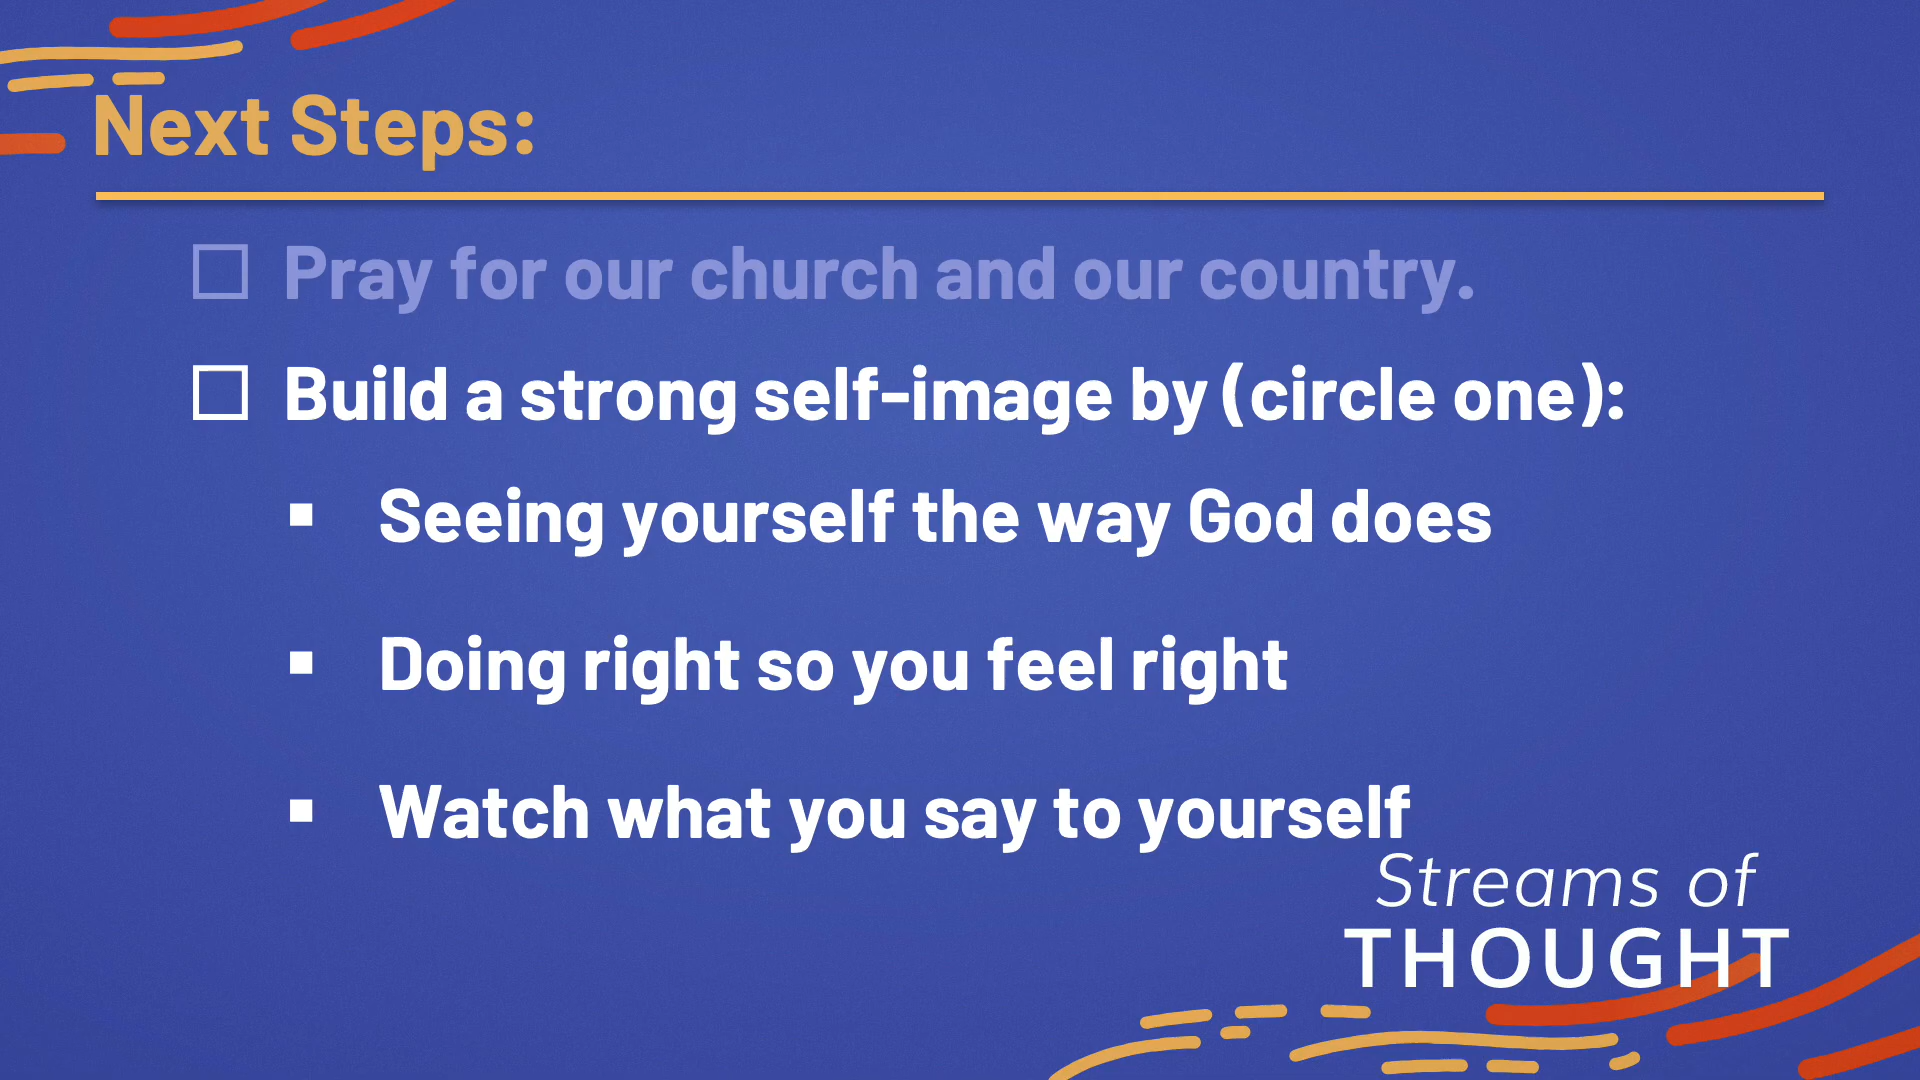 Next Steps:
☐ Pray for our church and our country.
☐ Build a strong self-image by (circle one):
▪ Seeing yourself the way God does
▪ Doing right so you feel right
▪ Watch what you say to yourself
Streams of
THOUGHT